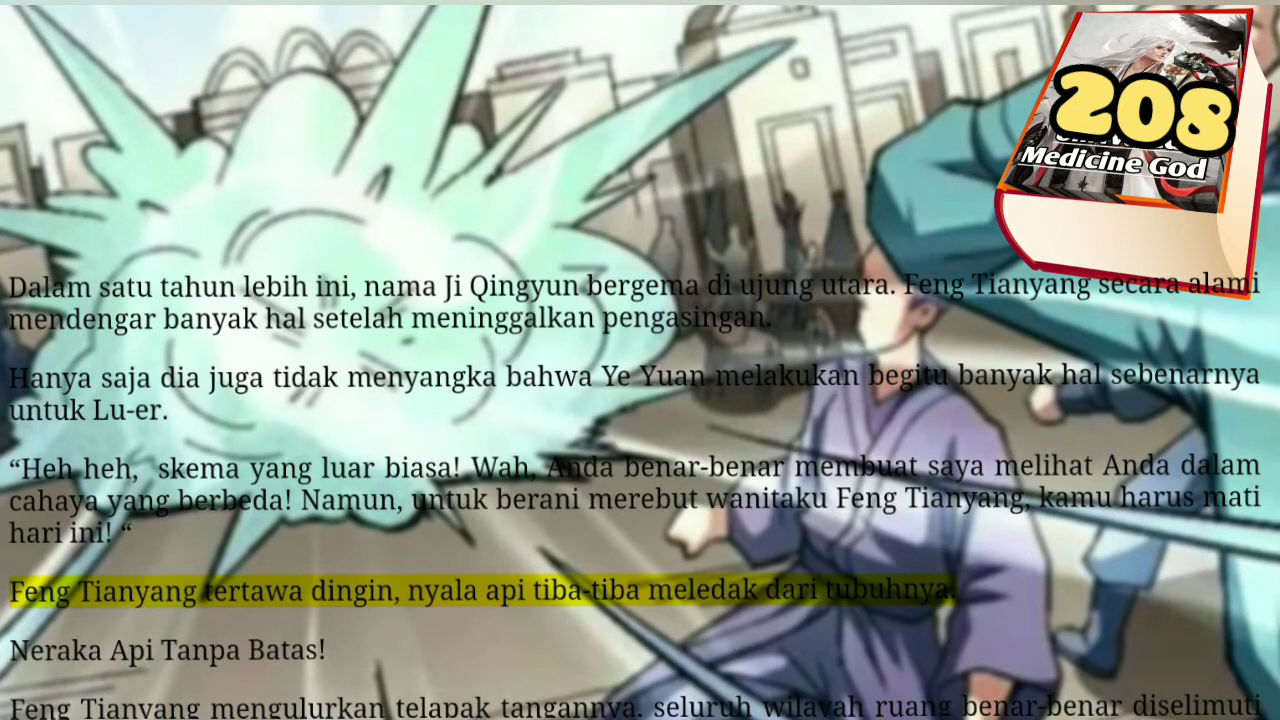 208
Medicine God
Dalam satu tahun lebih ini, nama Ji Qingyun bergema di ujung utara. Feng Tianyang secara alami
mendengar banyak hal setelah meninggalkan pengasingan.
Hanya saja dia juga tidak menyangka bahwa Ye Yuan melakukan begitu banyak hal sebenarnya
untuk Lu-er.
“Heh heh,  skema yang luar biasa! Wah, Anda benar-benar membuat saya melihat Anda dalam
cahaya yang berbeda! Namun, untuk berani merebut wanitaku Feng Tianyang, kamu harus mati
hari ini! “
Feng Tianyang tertawa dingin, nyala api tiba-tiba meledak dari tubuhnya.
Neraka Api Tanpa Batas!
Feng Tianyang mengulurkan telapak tangannya, seluruh wilayah ruang benar-benar diselimuti